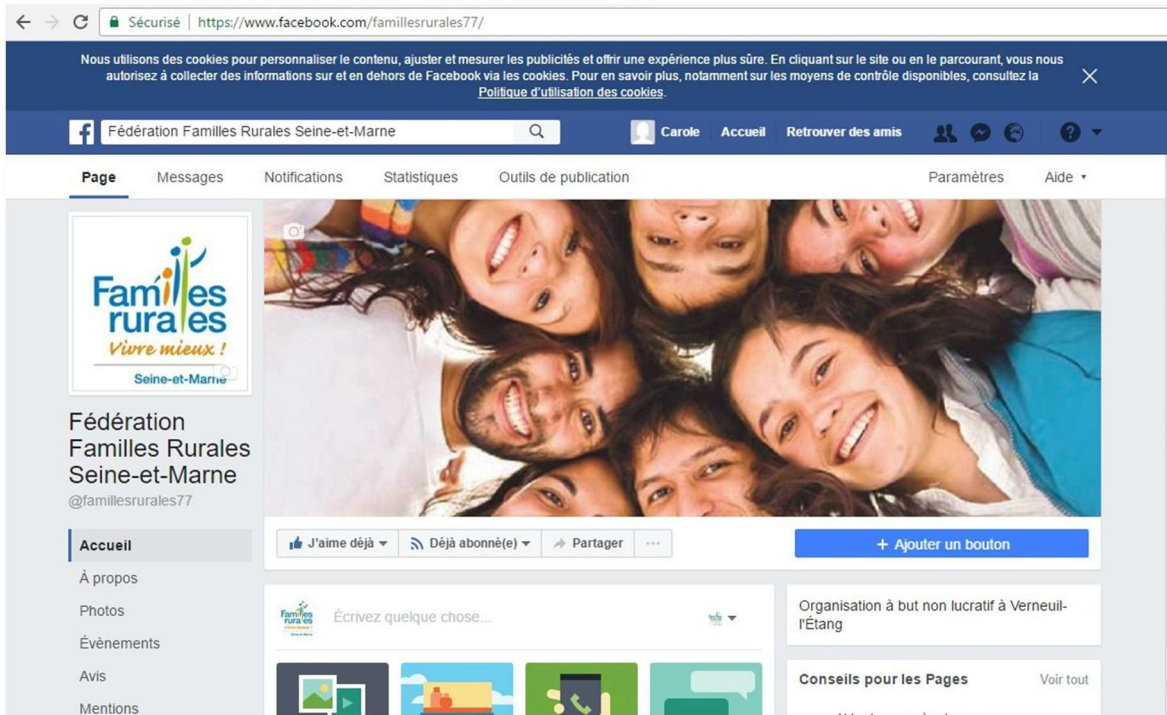 Sécurisé | https://www.facebook.com/famillesrurales77/
Nous utilisons des cookies pour personnaliser le contenu, ajuster et mesurer les publicités et offrir une expérience plus sûre. En cliquant sur le site ou en le parcourant, vous nous
autorisez à collecter des informations sur et en dehors de Facebook via les cookies. Pour en savoir plus, notamment sur les moyens de contrôle disponibles, consultez la
Politique d'utilisation des cookies.
Fédération Familles Rurales Seine-et-Marne
Carole Accueil Retrouver des amis
Page Messages Notifications Statistiques Outils de publication Paramètres Aide
Familles
rurales
Vivre mieux !
Seine-et-Marne
Fédération
Familles Rurales
Seine-et-Marne
@famillesrurales77
J'aime déjà Déjà abonné(e) Partager ...
+ Ajouter un bouton
Accueil
À propos
Photos
Évènements
Avis
Mentions
Familles
rurales
Écrivez quelque chose...
Organisation à but non lucratif à Verneuil-
l'Étang
Conseils pour les Pages Voir tout